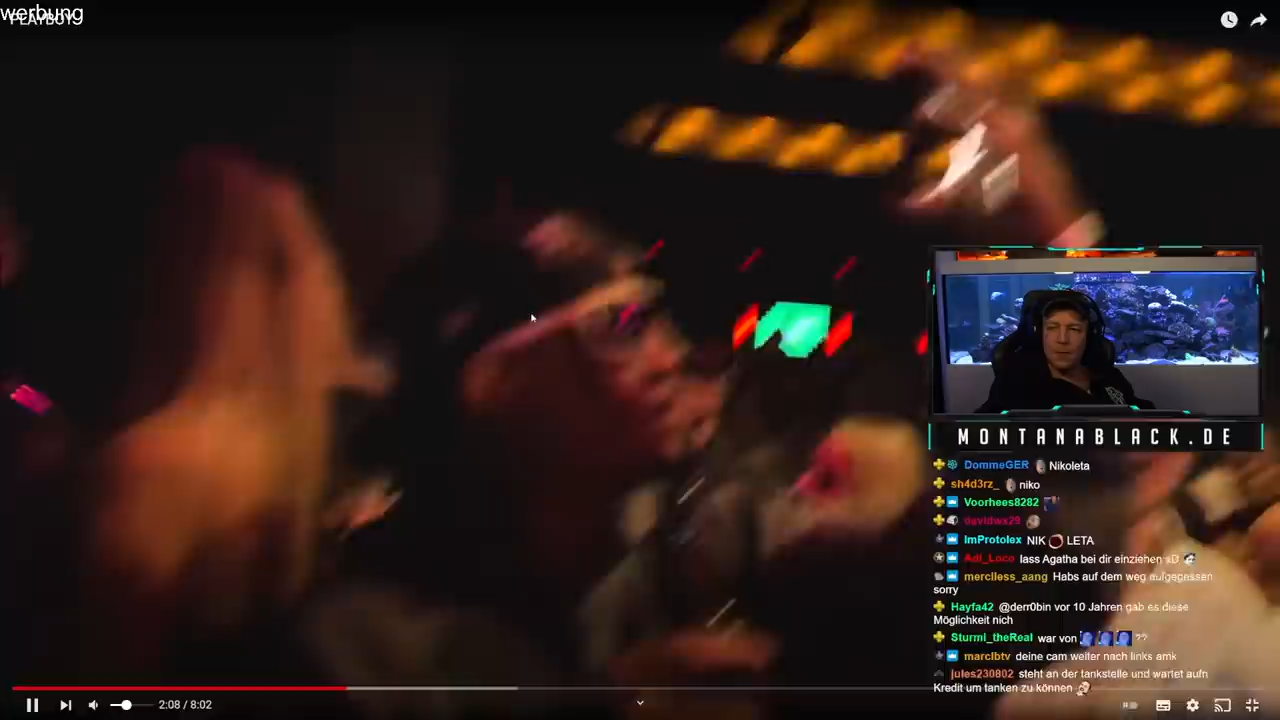 werbung
PLAYBOY
MONTANABLACK.DE
DommeGER Nikoleta
sh4d3rz_ niko
Voorhees8282
davidwx29
ImProtolex NIK LETA
Adi_Loco lass Agatha bei dir einziehen xD
merciless_aang Habs auf dem weg aufgegessen
sorry
Hayfa42 @derr0bin vor 10 Jahren gab es diese
Möglichkeit nich
Sturmi_theReal war von ??
marclbtv deine cam weiter nach links amk
jules230802 steht an der tankstelle und wartet aufn
Kredit um tanken zu können
2:08 / 8:02